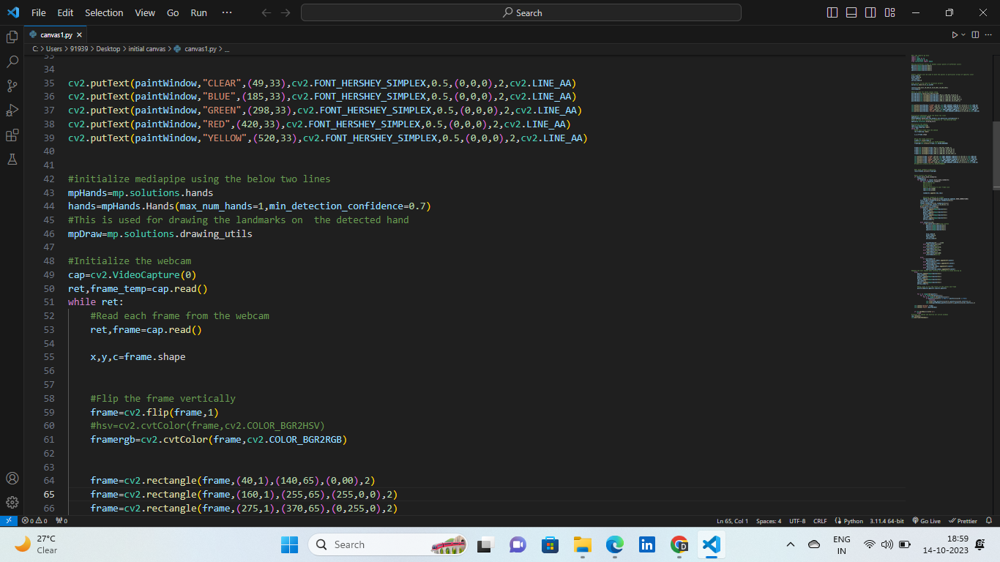 File Edit Selection View Go Run ··· Search
canvas1.py
C: > Users > 91939 > Desktop > initial canvas > canvas1.py > ...
33
34
35 cv2.putText(paintWindow,"CLEAR",(49,33),cv2.FONT_HERSHEY_SIMPLEX,0.5,(0,0,0),2,cv2.LINE_AA)
36 cv2.putText(paintWindow,"BLUE",(185,33),cv2.FONT_HERSHEY_SIMPLEX,0.5,(0,0,0),2,cv2.LINE_AA)
37 cv2.putText(paintWindow,"GREEN",(298,33),cv2.FONT_HERSHEY_SIMPLEX,0.5,(0,0,0),2,cv2.LINE_AA)
38 cv2.putText(paintWindow,"RED",(420,33),cv2.FONT_HERSHEY_SIMPLEX,0.5,(0,0,0),2,cv2.LINE_AA)
39 cv2.putText(paintWindow,"YELLOW",(520,33),cv2.FONT_HERSHEY_SIMPLEX,0.5,(0,0,0),2,cv2.LINE_AA)
40
41
42 #initialize mediapipe using the below two lines
43 mpHands=mp.solutions.hands
44 hands=mpHands.Hands(max_num_hands=1,min_detection_confidence=0.7)
45 #This is used for drawing the landmarks on  the detected hand
46 mpDraw=mp.solutions.drawing_utils
47
48 #Initialize the webcam
49 cap=cv2.VideoCapture(0)
50 ret,frame_temp=cap.read()
51 while ret:
52     #Read each frame from the webcam
53     ret,frame=cap.read()
54
55     x,y,c=frame.shape
56
57
58     #Flip the frame vertically
59     frame=cv2.flip(frame,1)
60     #hsv=cv2.cvtColor(frame,cv2.COLOR_BGR2HSV)
61     framergb=cv2.cvtColor(frame,cv2.COLOR_BGR2RGB)
62
63
64     frame=cv2.rectangle(frame,(40,1),(140,65),(0,00),2)
65     frame=cv2.rectangle(frame,(160,1),(255,65),(255,0,0),2)
66     frame=cv2.rectangle(frame,(275,1),(370,65),(0,255,0),2)
0 0 0 Ln 65, Col 1 Spaces: 4 UTF-8 CRLF Python 3.11.4 64-bit Go Live Prettier
27°C
Clear
Search
ENG
IN
18:59
14-10-2023